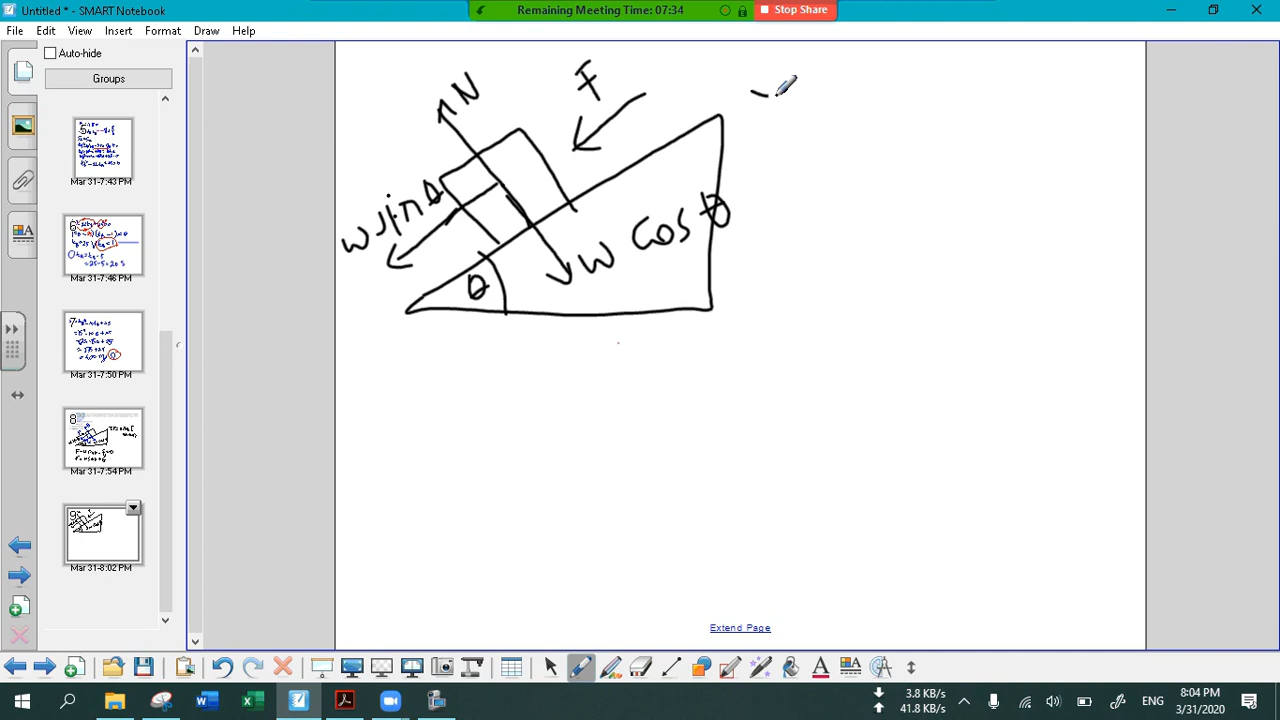 Untitled * - SMART Notebook
Remaining Meeting Time: 07:34
Stop Share
File Edit View Insert Format Draw Help
Auto-hide
Groups
Mar 31-7:43
Mar 31-7:46
Mar 31-7:50
Mar 31-7:54 PM
Mar 31-8:02 PM
N
F
w sin θ
w cos θ
θ
Extend Page
3.8 KB/s
41.8 KB/s
ENG
8:04 PM
3/31/2020